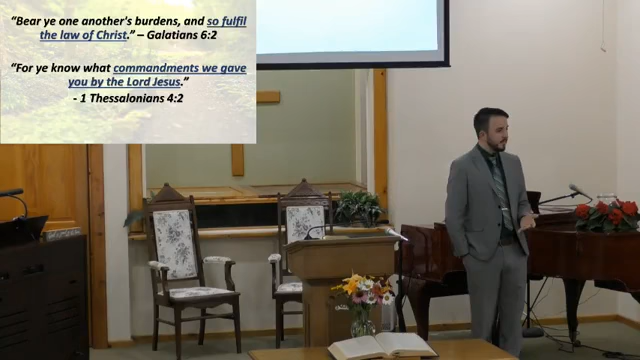 “Bear ye one another's burdens, and so fulfil
the law of Christ.” – Galatians 6:2
“For ye know what commandments we gave
you by the Lord Jesus.”
- 1 Thessalonians 4:2